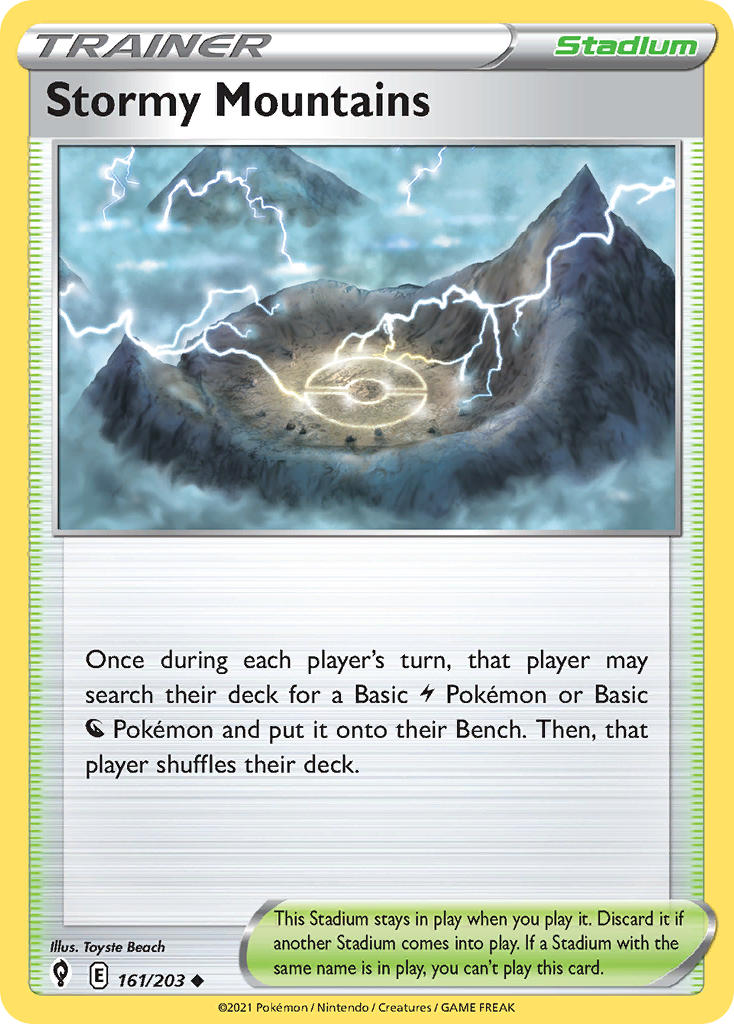 TRAINER
Stadium
Stormy Mountains
Once during each player's turn, that player may
search their deck for a Basic Pokémon or Basic
Pokémon and put it onto their Bench. Then, that
player shuffles their deck.
This Stadium stays in play when you play it. Discard it if
another Stadium comes into play. If a Stadium with the
same name is in play, you can't play this card.
Illus. Toyste Beach
E 161/203
©2021 Pokémon / Nintendo / Creatures / GAME FREAK